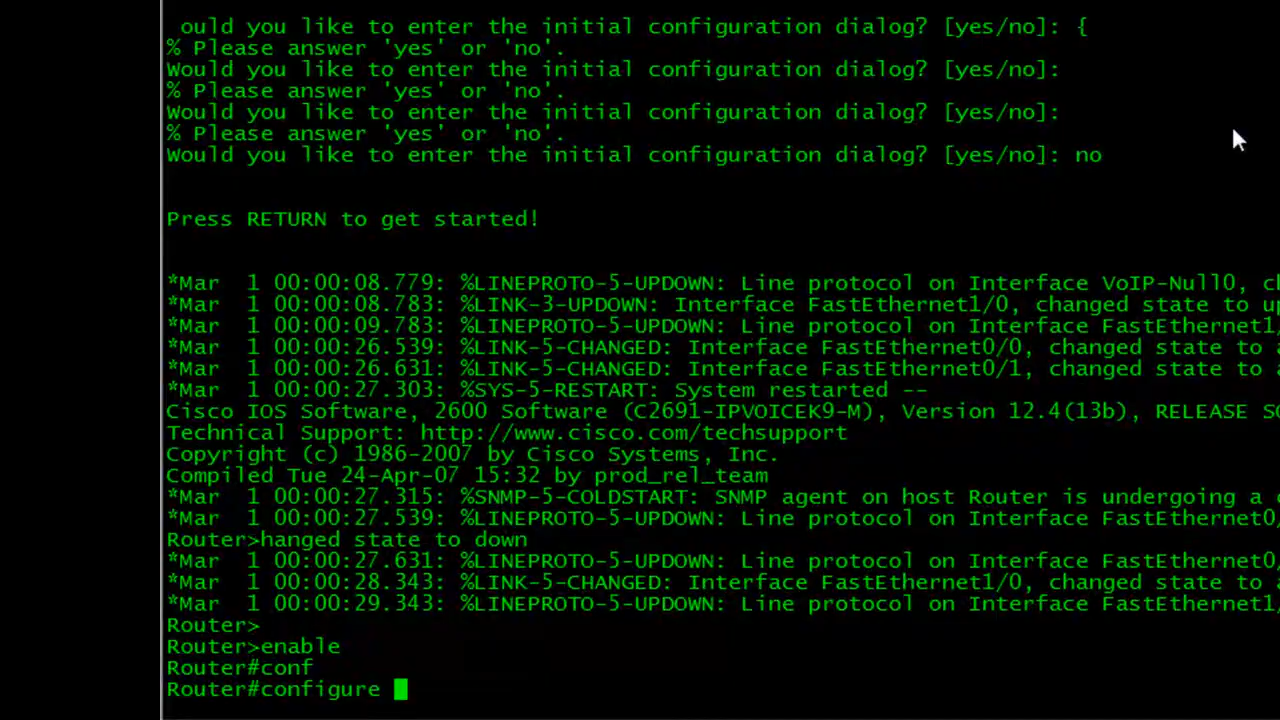 ould you like to enter the initial configuration dialog? [yes/no]: {
% Please answer 'yes' or 'no'.
Would you like to enter the initial configuration dialog? [yes/no]:
% Please answer 'yes' or 'no'.
Would you like to enter the initial configuration dialog? [yes/no]:
% Please answer 'yes' or 'no'.
Would you like to enter the initial configuration dialog? [yes/no]: no
Press RETURN to get started!
*Mar  1 00:00:08.779: %LINEPROTO-5-UPDOWN: Line protocol on Interface VoIP-Null0,
*Mar  1 00:00:08.783: %LINK-3-UPDOWN: Interface FastEthernet1/0, changed state to up
*Mar  1 00:00:09.783: %LINEPROTO-5-UPDOWN: Line protocol on Interface FastEthernet1
*Mar  1 00:00:26.539: %LINK-5-CHANGED: Interface FastEthernet0/0, changed state to
*Mar  1 00:00:26.631: %LINK-5-CHANGED: Interface FastEthernet0/1, changed state to
*Mar  1 00:00:27.303: %SYS-5-RESTART: System restarted --
Cisco IOS Software, 2600 Software (C2691-IPVOICEK9-M), Version 12.4(13b), RELEASE
Technical Support: http://www.cisco.com/techsupport
Copyright (c) 1986-2007 by Cisco Systems, Inc.
Compiled Tue 24-Apr-07 15:32 by prod_rel_team
*Mar  1 00:00:27.315: %SNMP-5-COLDSTART: SNMP agent on host Router is undergoing a
*Mar  1 00:00:27.539: %LINEPROTO-5-UPDOWN: Line protocol on Interface FastEthernet0
Router>hanged state to down
*Mar  1 00:00:27.631: %LINEPROTO-5-UPDOWN: Line protocol on Interface FastEthernet0/
*Mar  1 00:00:28.343: %LINK-5-CHANGED: Interface FastEthernet1/0, changed state to
*Mar  1 00:00:29.343: %LINEPROTO-5-UPDOWN: Line protocol on Interface FastEthernet1/
Router>
Router>enable
Router#conf
Router#configure